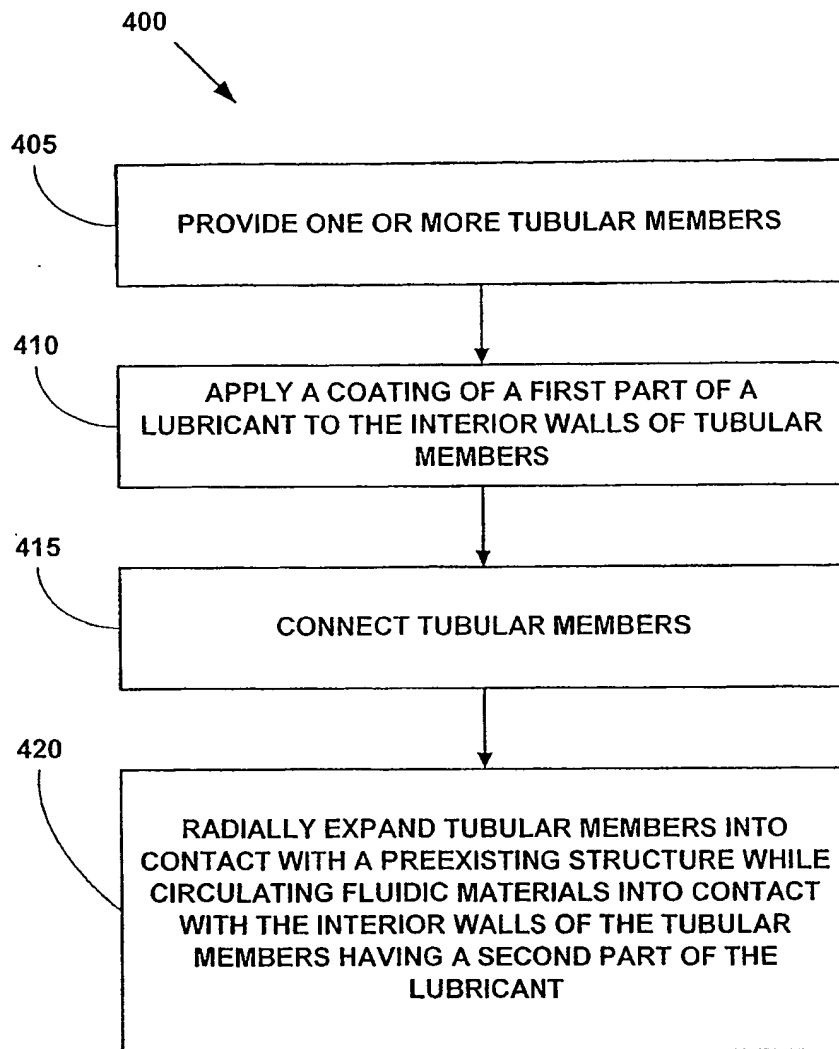 400
405
PROVIDE ONE OR MORE TUBULAR MEMBERS
410
APPLY A COATING OF A FIRST PART OF A
LUBRICANT TO THE INTERIOR WALLS OF TUBULAR
MEMBERS
415
CONNECT TUBULAR MEMBERS
420
RADIALLY EXPAND TUBULAR MEMBERS INTO
CONTACT WITH A PREEXISTING STRUCTURE WHILE
CIRCULATING FLUIDIC MATERIALS INTO CONTACT
WITH THE INTERIOR WALLS OF THE TUBULAR
MEMBERS HAVING A SECOND PART OF THE
LUBRICANT